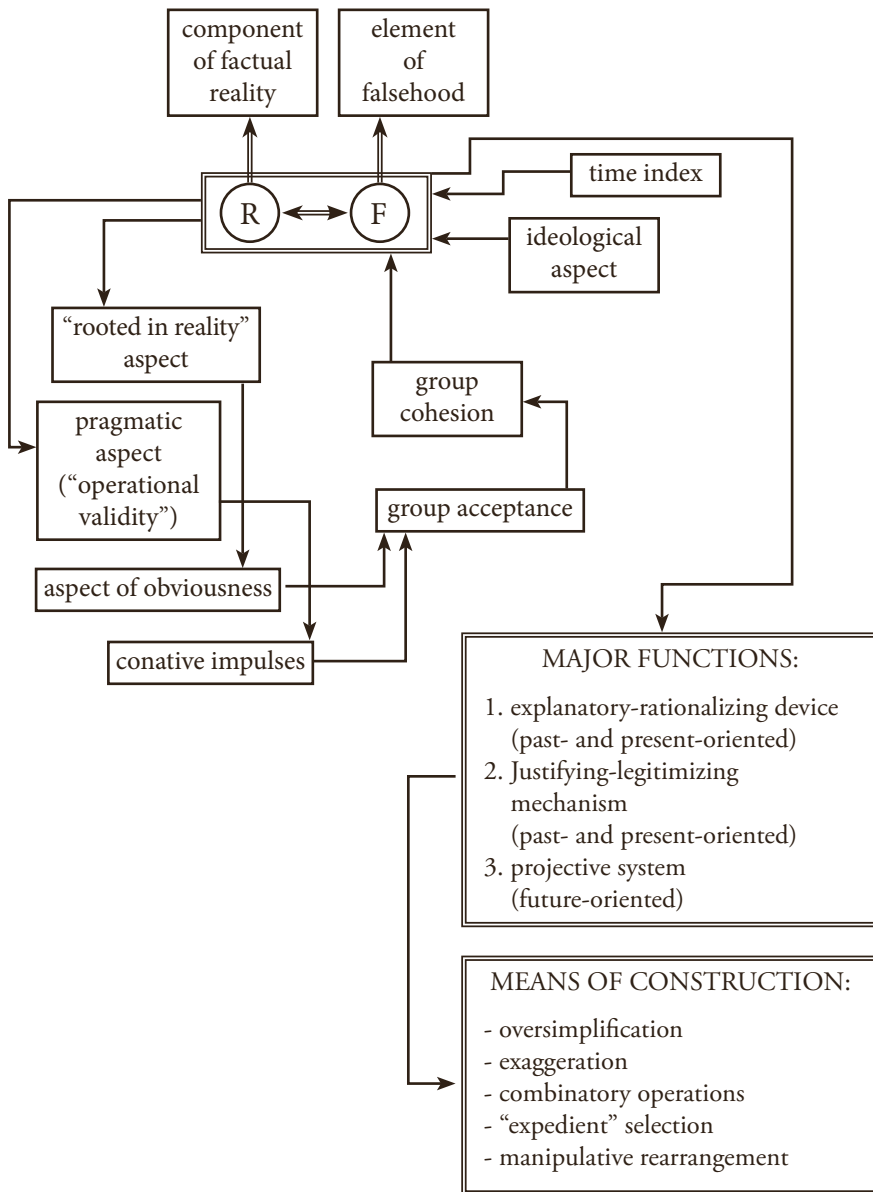 component
of factual
reality
element
of
falsehood
R
F
time index
ideological
aspect
“rooted in reality”
aspect
group
cohesion
pragmatic
aspect
(“operational
validity”)
group acceptance
aspect of obviousness
conative impulses
MAJOR FUNCTIONS:
1. explanatory-rationalizing device
(past- and present-oriented)
2. Justifying-legitimizing
mechanism
(past- and present-oriented)
3. projective system
(future-oriented)
MEANS OF CONSTRUCTION:
- oversimplification
- exaggeration
- combinatory operations
- “expedient” selection
- manipulative rearrangement